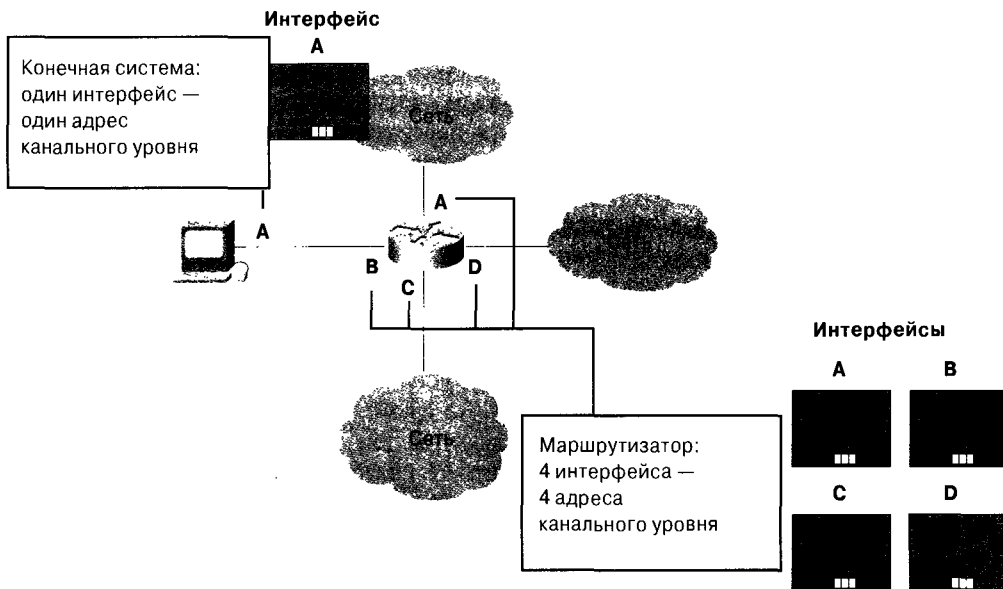 Интерфейс
A
Конечная система:
один интерфейс —
один адрес
канального уровня
Сеть
A
A
B
C
D
Интерфейсы
A
B
Сеть
Маршрутизатор:
4 интерфейса —
4 адреса
канального уровня
C
D